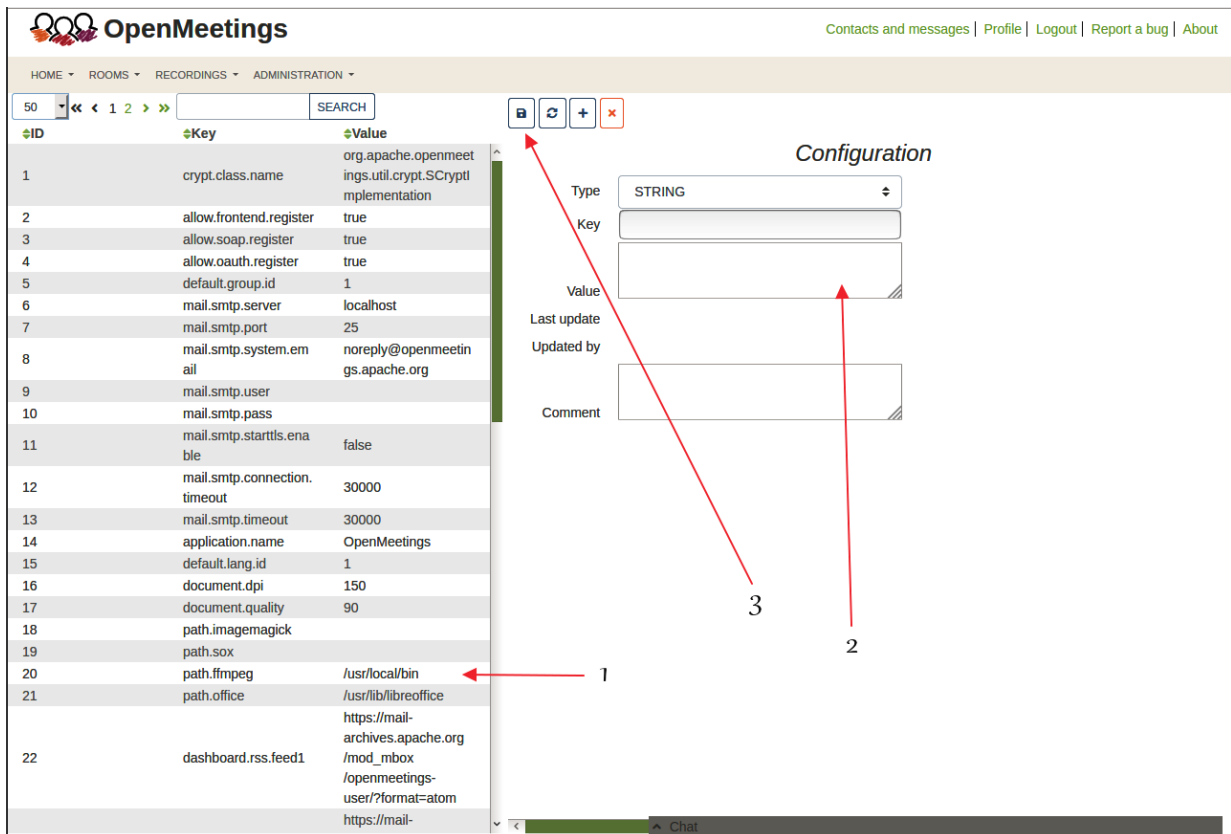 OpenMeetings
Contacts and messages | Profile | Logout | Report a bug | About
HOME ROOMS RECORDINGS ADMINISTRATION
50 « ‹ 1 2 › » SEARCH
ID Key Value
1 crypt.class.name org.apache.openmeet
ings.util.crypt.SCryptI
mplementation
2 allow.frontend.register true
3 allow.soap.register true
4 allow.oauth.register true
5 default.group.id 1
6 mail.smtp.server localhost
7 mail.smtp.port 25
8 mail.smtp.system.em noreply@openmeetin
ail gs.apache.org
9 mail.smtp.user
10 mail.smtp.pass
11 mail.smtp.starttls.ena false
ble
12 mail.smtp.connection. 30000
timeout
13 mail.smtp.timeout 30000
14 application.name OpenMeetings
15 default.lang.id 1
16 document.dpi 150
17 document.quality 90
18 path.imagemagick
19 path.sox
20 path.ffmpeg /usr/local/bin
21 path.office /usr/lib/libreoffice
22 dashboard.rss.feed1 https://mail-
archives.apache.org
/mod_mbox
/openmeetings-
user/?format=atom
https://mail-
Configuration
Type STRING
Key
Value
Last update
Updated by
Comment
3
2
1
Chat